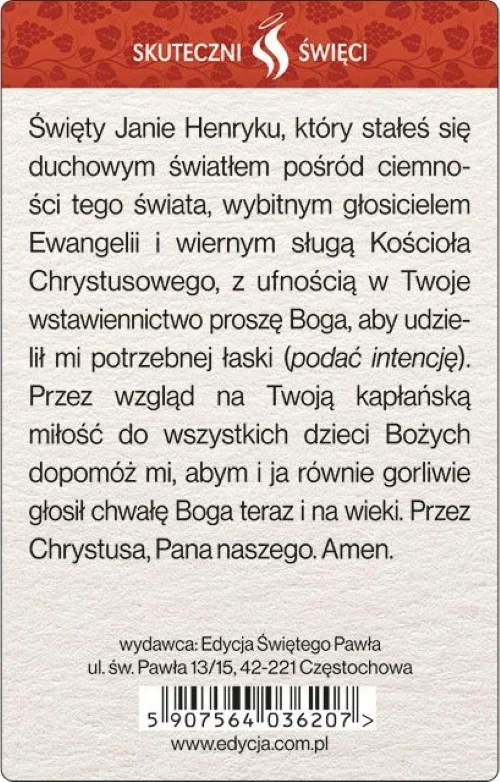 SKUTECZNI ŚWIĘCI
Święty Janie Henryku, który stałeś się
duchowym światłem pośród ciemno-
ści tego świata, wybitnym głosicielem
Ewangelii i wiernym sługą Kościoła
Chrystusowego, z ufnością w Twoje
wstawiennictwo proszę Boga, aby udzie-
lił mi potrzebnej łaski (podać intencję).
Przez wzgląd na Twoją kapłańską
miłość do wszystkich dzieci Bożych
dopomóż mi, abym i ja równie gorliwie
głosił chwałę Boga teraz i na wieki. Przez
Chrystusa, Pana naszego. Amen.
wydawca: Edycja Świętego Pawła
ul. św. Pawła 13/15, 42-221 Częstochowa
5 907564 036207 >
www.edycja.com.pl